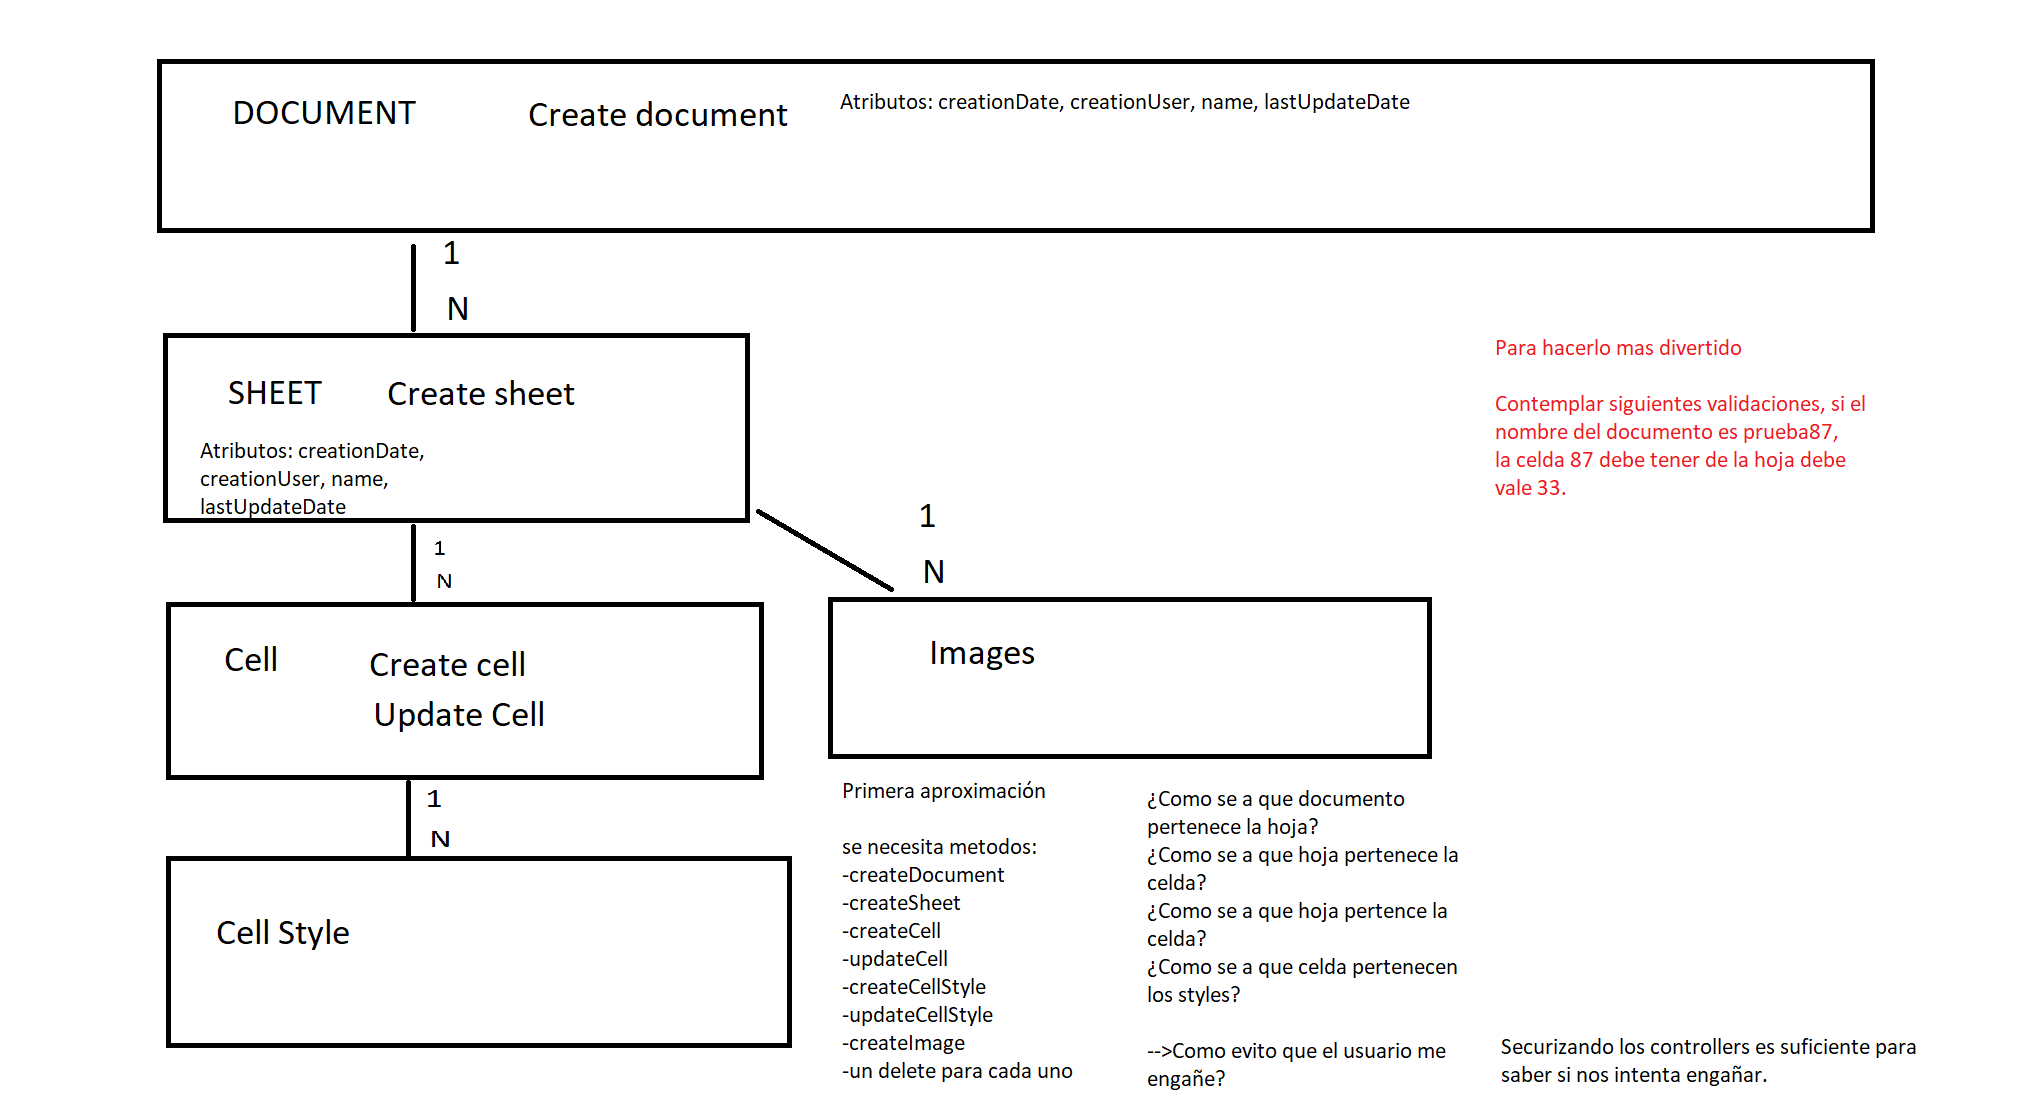 DOCUMENT Create document Atributos: creationDate, creationUser, name, lastUpdateDate
1
N
SHEET Create sheet
Atributos: creationDate,
creationUser, name,
lastUpdateDate
Para hacerlo mas divertido
Contemplar siguientes validaciones, si el
nombre del documento es prueba87,
la celda 87 debe tener de la hoja debe
vale 33.
1
N
1
N
Cell Create cell
Update Cell
Images
1
N
Cell Style
Primera aproximación
se necesita metodos:
-createDocument
-createSheet
-createCell
-updateCell
-createCellStyle
-updateCellStyle
-createImage
-un delete para cada uno
¿Como se a que documento
pertenece la hoja?
¿Como se a que hoja pertenece la
celda?
¿Como se a que hoja pertence la
celda?
¿Como se a que celda pertenecen
los styles?
-->Como evito que el usuario me
engañe?
Securizando los controllers es suficiente para
saber si nos intenta engañar.